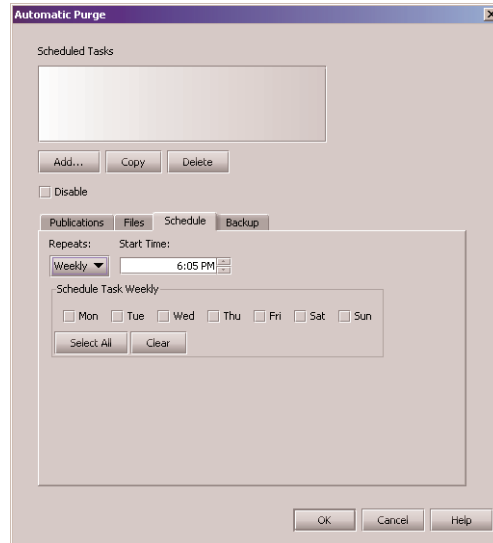 Automatic Purge
Scheduled Tasks
Add... Copy Delete
Disable
Publications Files Schedule Backup
Repeats: Start Time:
Weekly 6:05 PM
Schedule Task Weekly
Mon Tue Wed Thu Fri Sat Sun
Select All Clear
OK Cancel Help